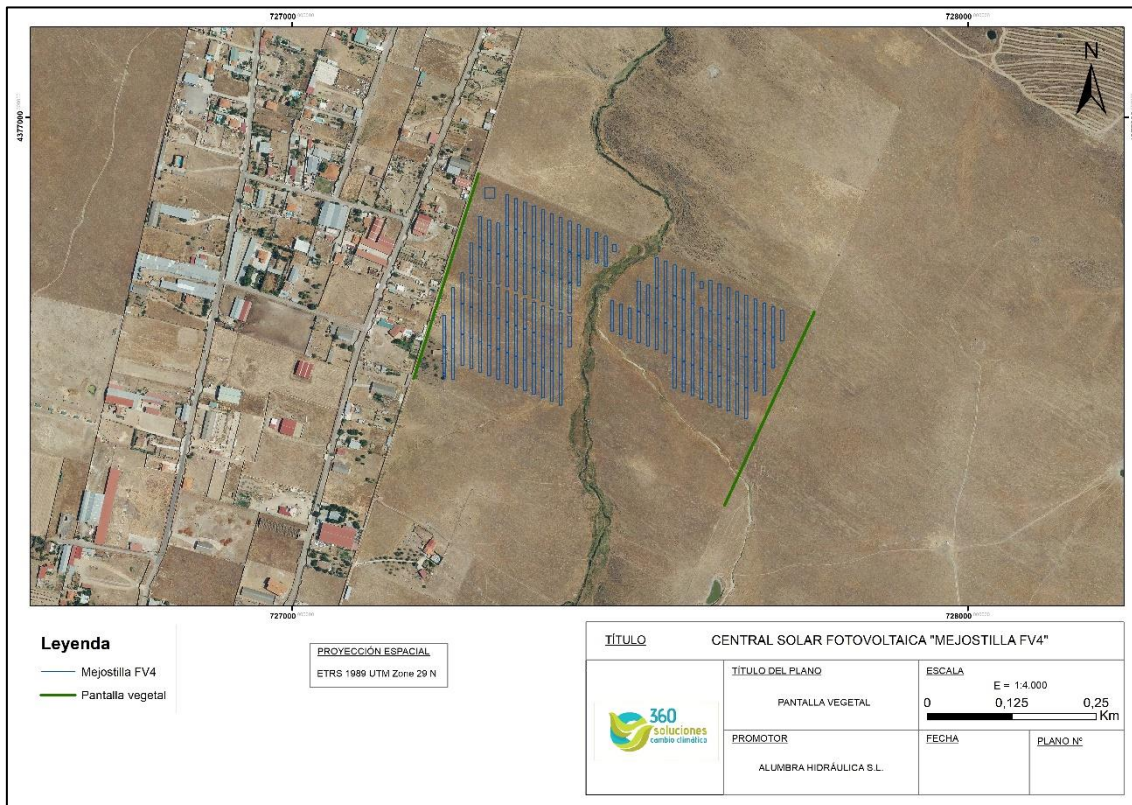 727000
728000
4377000
N
727000
728000
Leyenda
Mejostilla FV4
Pantalla vegetal
PROYECCIÓN ESPACIAL
ETRS 1989 UTM Zone 29 N
TÍTULO
CENTRAL SOLAR FOTOVOLTAICA "MEJOSTILLA FV4"
360
soluciones
cambio climático
TÍTULO DEL PLANO
PANTALLA VEGETAL
ESCALA
E = 1:4.000
0 0,125 0,25
Km
PROMOTOR
ALUMBRA HIDRÁULICA S.L.
FECHA
PLANO Nº